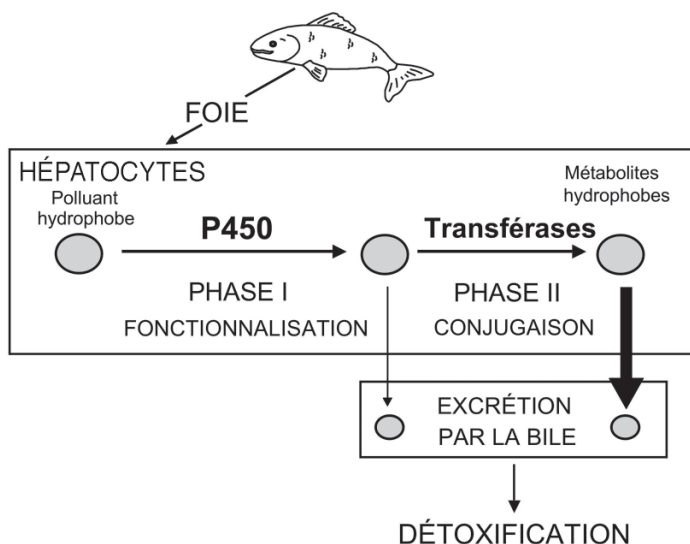 FOIE
HÉPATOCYTES
Polluant
hydrophobe
Métabolites
hydrophobes
P450
Transférases
PHASE I
FONCTIONNALISATION
PHASE II
CONJUGAISON
EXCRÉTION
PAR LA BILE
DÉTOXIFICATION